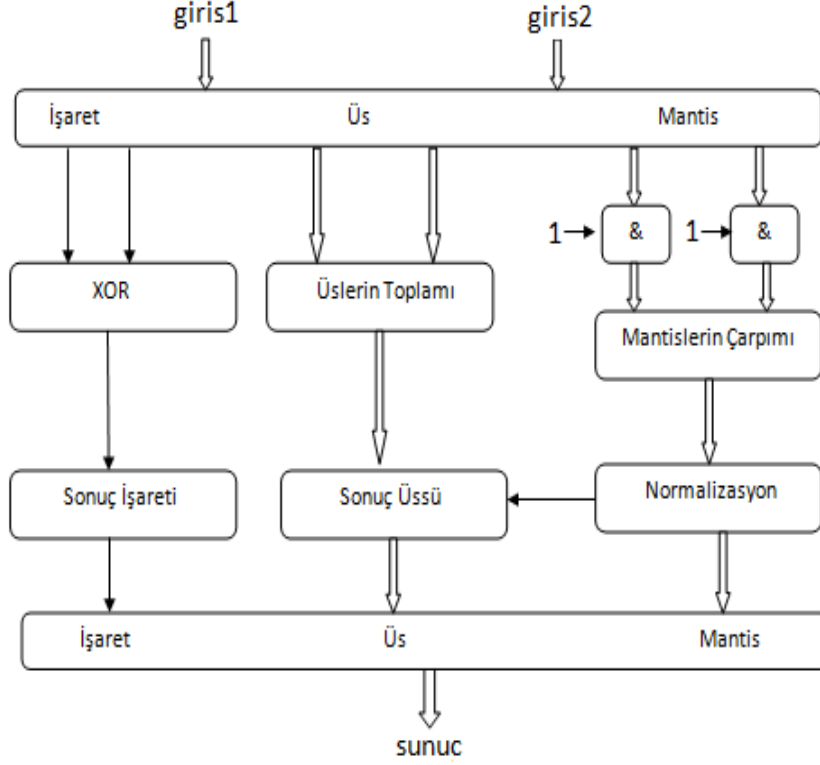 giris1 giris2
İşaret Üs Mantis
1 & 1 &
XOR Üslerin Toplamı
Mantislerin Çarpımı
Sonuç İşareti Sonuç Üssü Normalizasyon
İşaret Üs Mantis
sunuc